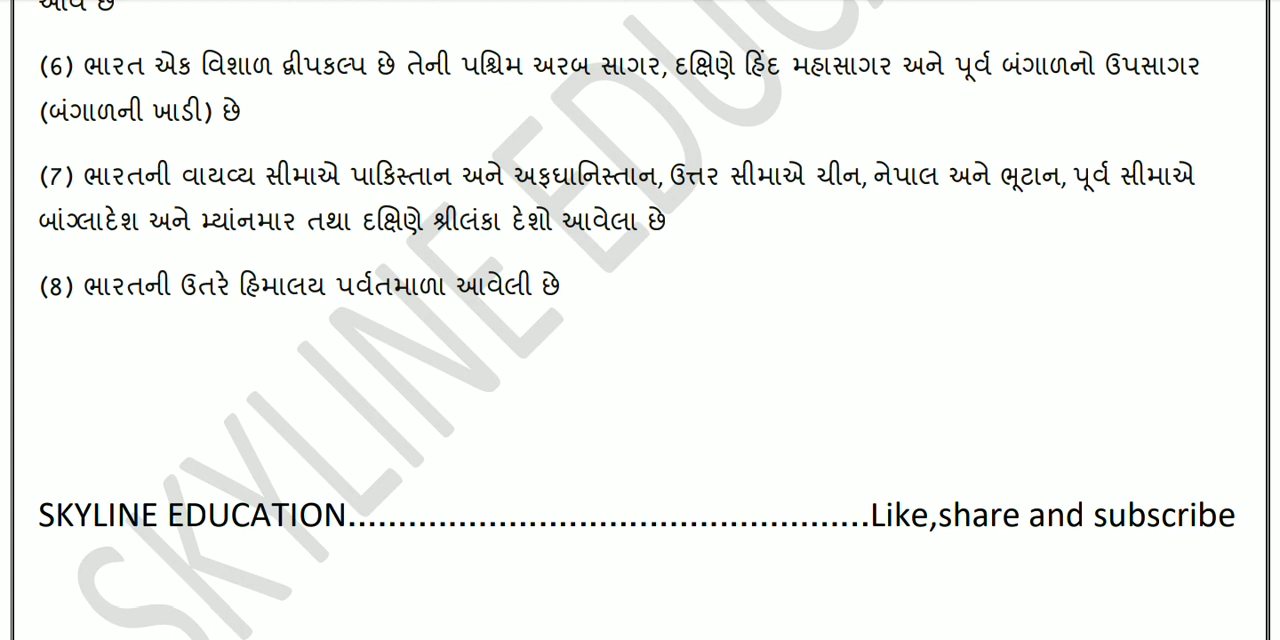 (6) ભારત એક વિશાળ દ્વીપકલ્પ છે તેની પશ્ચિમ અરબ સાગર, દક્ષિણે હિંદ મહાસાગર અને પૂર્વ બંગાળનો ઉપસાગર
(બંગાળની ખાડી) છે
(7) ભારતની વાયવ્ય સીમાએ પાકિસ્તાન અને અફઘાનિસ્તાન, ઉત્તર સીમાએ ચીન, નેપાલ અને ભૂટાન, પૂર્વ સીમાએ
બાંગ્લાદેશ અને મ્યાંનમાર તથા દક્ષિણે શ્રીલંકા દેશો આવેલા છે
(8) ભારતની ઉતરે હિમાલય પર્વતમાળા આવેલી છે
SKYLINE EDUCATION..................................................Like,share and subscribe